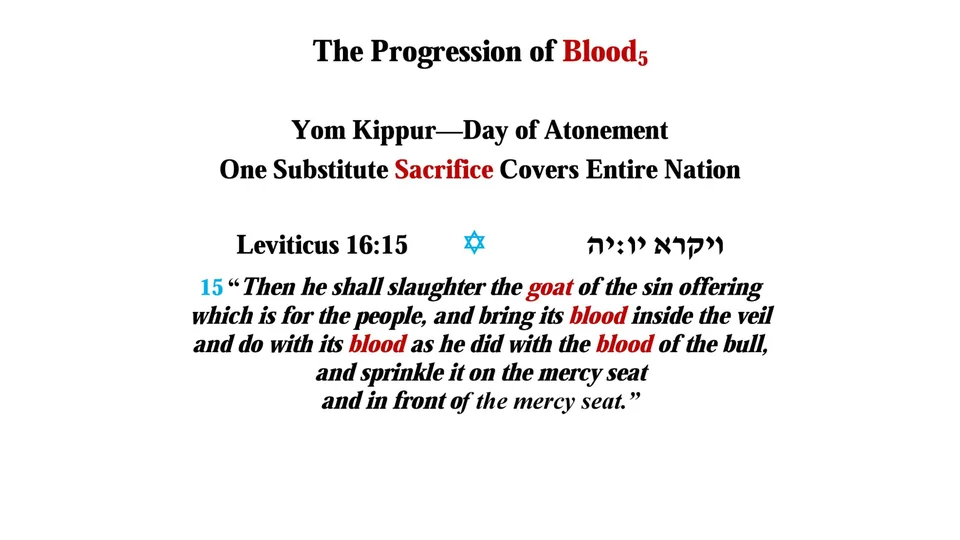 The Progression of Blood5
Yom Kippur—Day of Atonement
One Substitute Sacrifice Covers Entire Nation
Leviticus 16:15 ✡ ויקרא יו:יה
15 “Then he shall slaughter the goat of the sin offering
which is for the people, and bring its blood inside the veil
and do with its blood as he did with the blood of the bull,
and sprinkle it on the mercy seat
and in front of the mercy seat.”